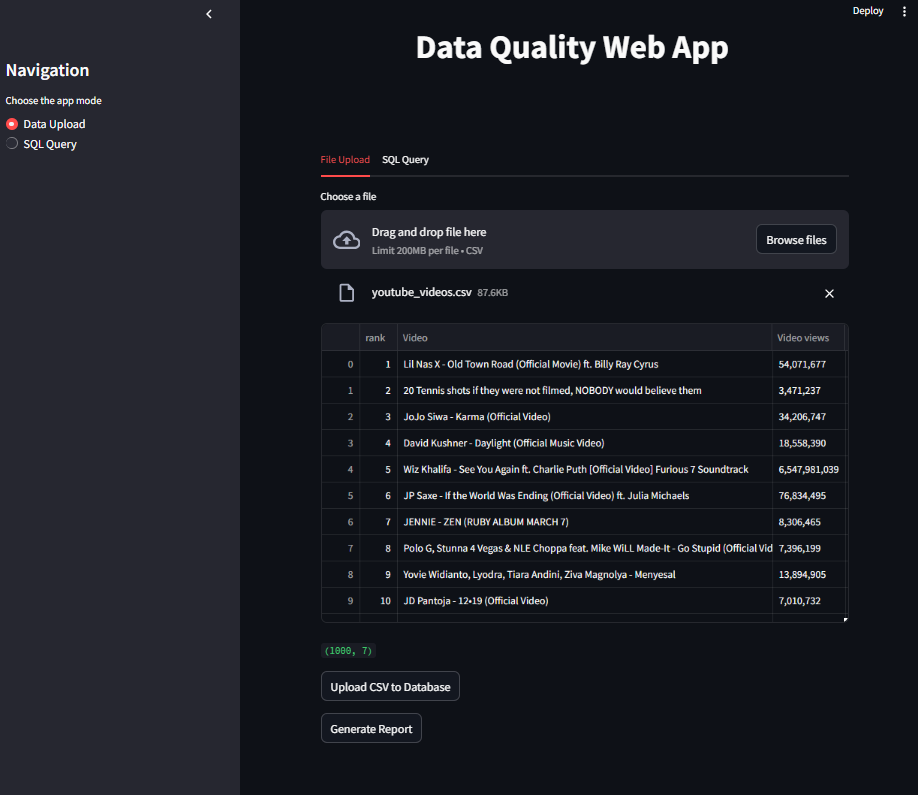 Deploy
Navigation
Choose the app mode
Data Upload
SQL Query
Data Quality Web App
File Upload SQL Query
Choose a file
Drag and drop file here
Limit 200MB per file • CSV
Browse files
youtube_videos.csv 87.6KB
rank Video Video views
0 1 Lil Nas X - Old Town Road (Official Movie) ft. Billy Ray Cyrus 54,071,677
1 2 20 Tennis shots if they were not filmed, NOBODY would believe them 3,471,237
2 3 JoJo Siwa - Karma (Official Video) 34,206,747
3 4 David Kushner - Daylight (Official Music Video) 18,558,390
4 5 Wiz Khalifa - See You Again ft. Charlie Puth [Official Video] Furious 7 Soundtrack 6,547,981,039
5 6 JP Saxe - If the World Was Ending (Official Video) ft. Julia Michaels 76,834,495
6 7 JENNIE - ZEN (RUBY ALBUM MARCH 7) 8,306,465
7 8 Polo G, Stunna 4 Vegas & NLE Choppa feat. Mike WiLL Made-It - Go Stupid (Official Vid 7,396,199
8 9 Yovie Widianto, Lyodra, Tiara Andini, Ziva Magnolya - Menyesal 13,894,905
9 10 JD Pantoja - 12•19 (Official Video) 7,010,732
(1000, 7)
Upload CSV to Database
Generate Report